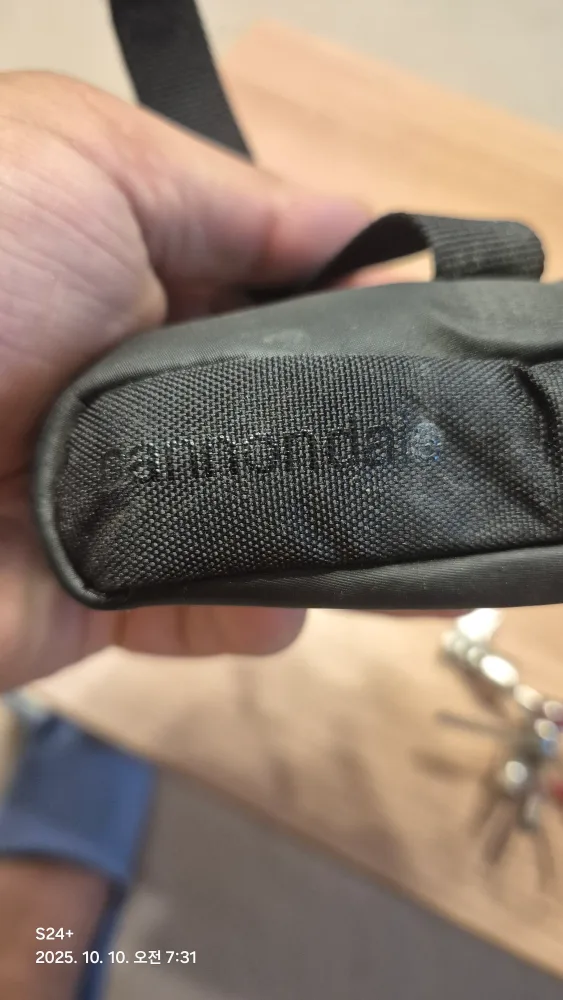 cannondale
S24+
2025. 10. 10. 오전 7:31